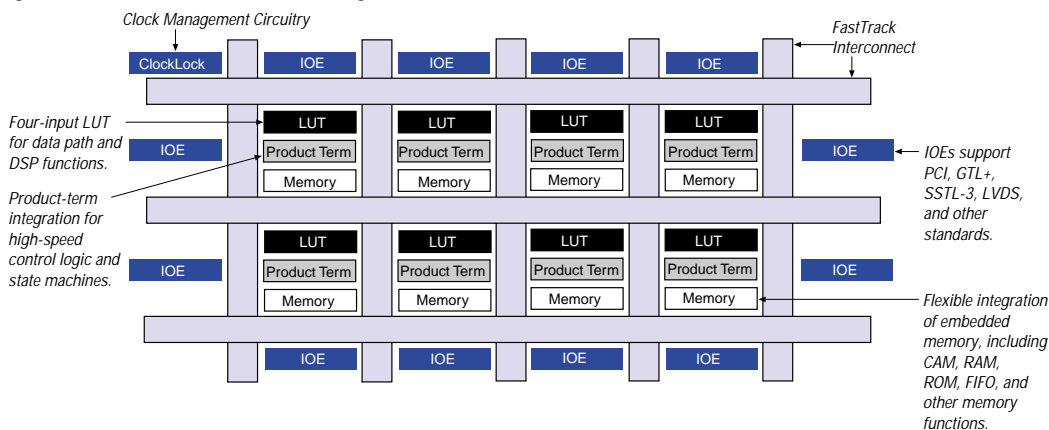 Clock Management Circuitry
FastTrack
Interconnect
ClockLock
IOE
IOE
IOE
IOE
Four-input LUT
for data path and
DSP functions.
IOE
LUT
LUT
LUT
LUT
Product Term
Product Term
Product Term
Product Term
Memory
Memory
Memory
Memory
IOE
IOEs support
PCI, GTL+,
SSTL-3, LVDS,
and other
standards.
Product-term
integration for
high-speed
control logic and
state machines.
IOE
LUT
LUT
LUT
LUT
Product Term
Product Term
Product Term
Product Term
Memory
Memory
Memory
Memory
IOE
Flexible integration
of embedded
memory, including
CAM, RAM,
ROM, FIFO, and
other memory
functions.
IOE
IOE
IOE
IOE